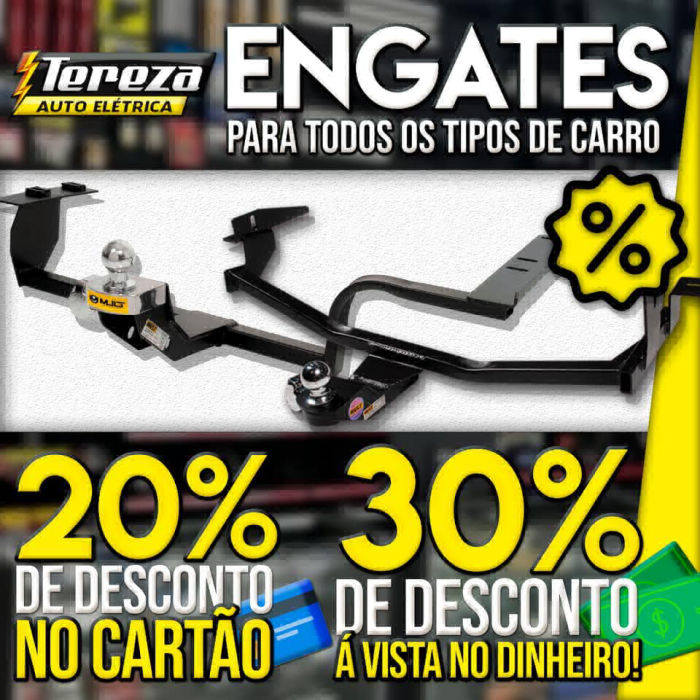 Tereza
AUTO ELÉTRICA
ENGATES
PARA TODOS OS TIPOS DE CARRO
%
20%
DE DESCONTO
NO CARTÃO
30%
DE DESCONTO
Á VISTA NO DINHEIRO!